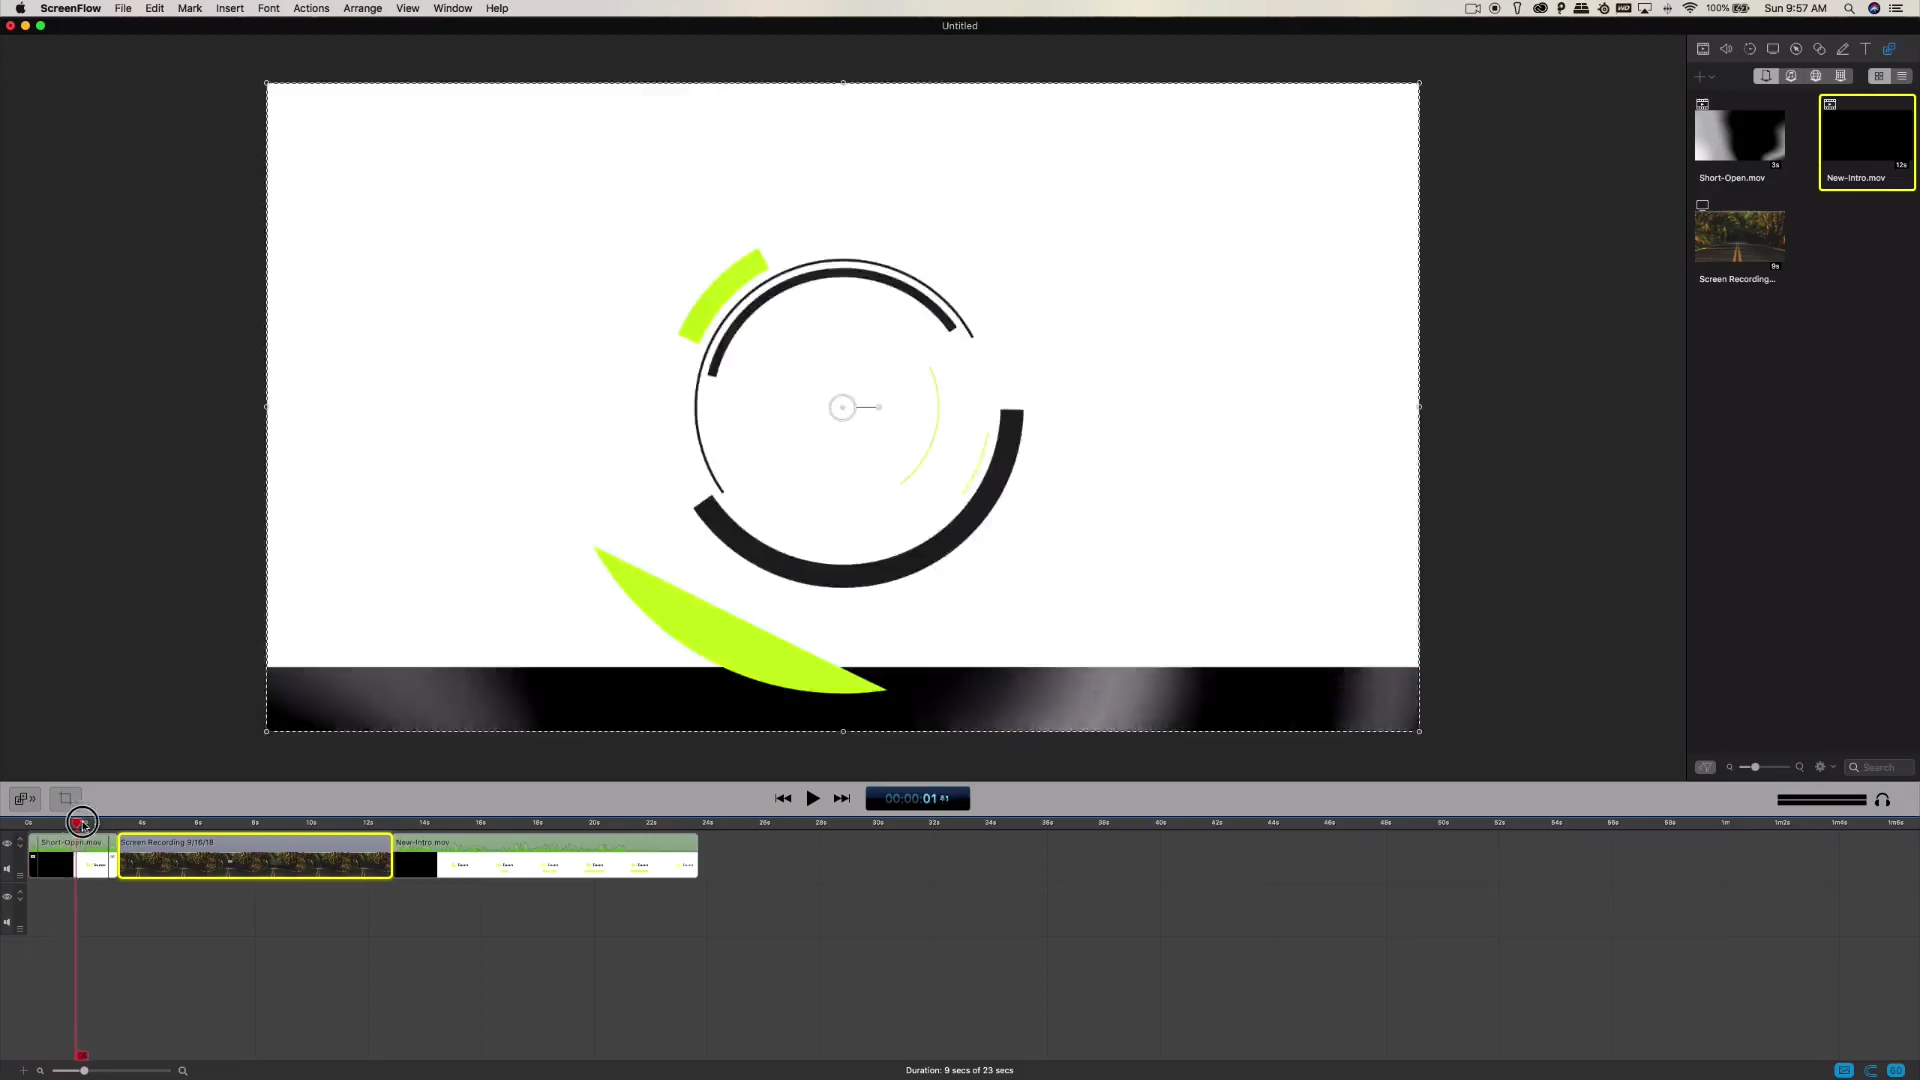 ScreenFlow File Edit Mark Insert Font Actions Arrange View Window Help
100% Sun 9:57 AM
Untitled
3s
12s
Short-Open.mov
New-Intro.mov
9s
Screen Recording...
Search
00:00:01
0s 4s 6s 8s 10s 12s 14s 16s 18s 20s 22s 24s 26s 28s 30s 32s 34s 36s 38s 40s 42s 44s 46s 48s 50s 52s 54s 56s 58s 1m 1m2s 1m4s 1m6s
Short-Open.mov
Screen Recording 9/16/18
New-Intro.mov
Duration: 9 secs of 23 secs